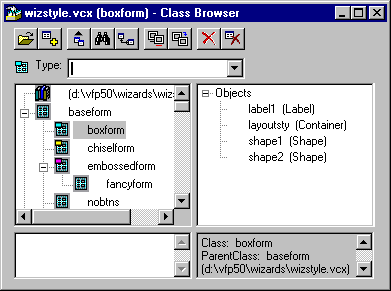 wizstyle.vcx (boxform) - Class Browser
Type:
(d:\vfp50\wizards\wiz
baseform
boxform
chiselform
embossedform
fancyform
nobtns
Objects
label1 (Label)
layoutsty (Container)
shape1 (Shape)
shape2 (Shape)
Class: boxform
ParentClass: baseform
(d:\vfp50\wizards\wizstyle.vcx)